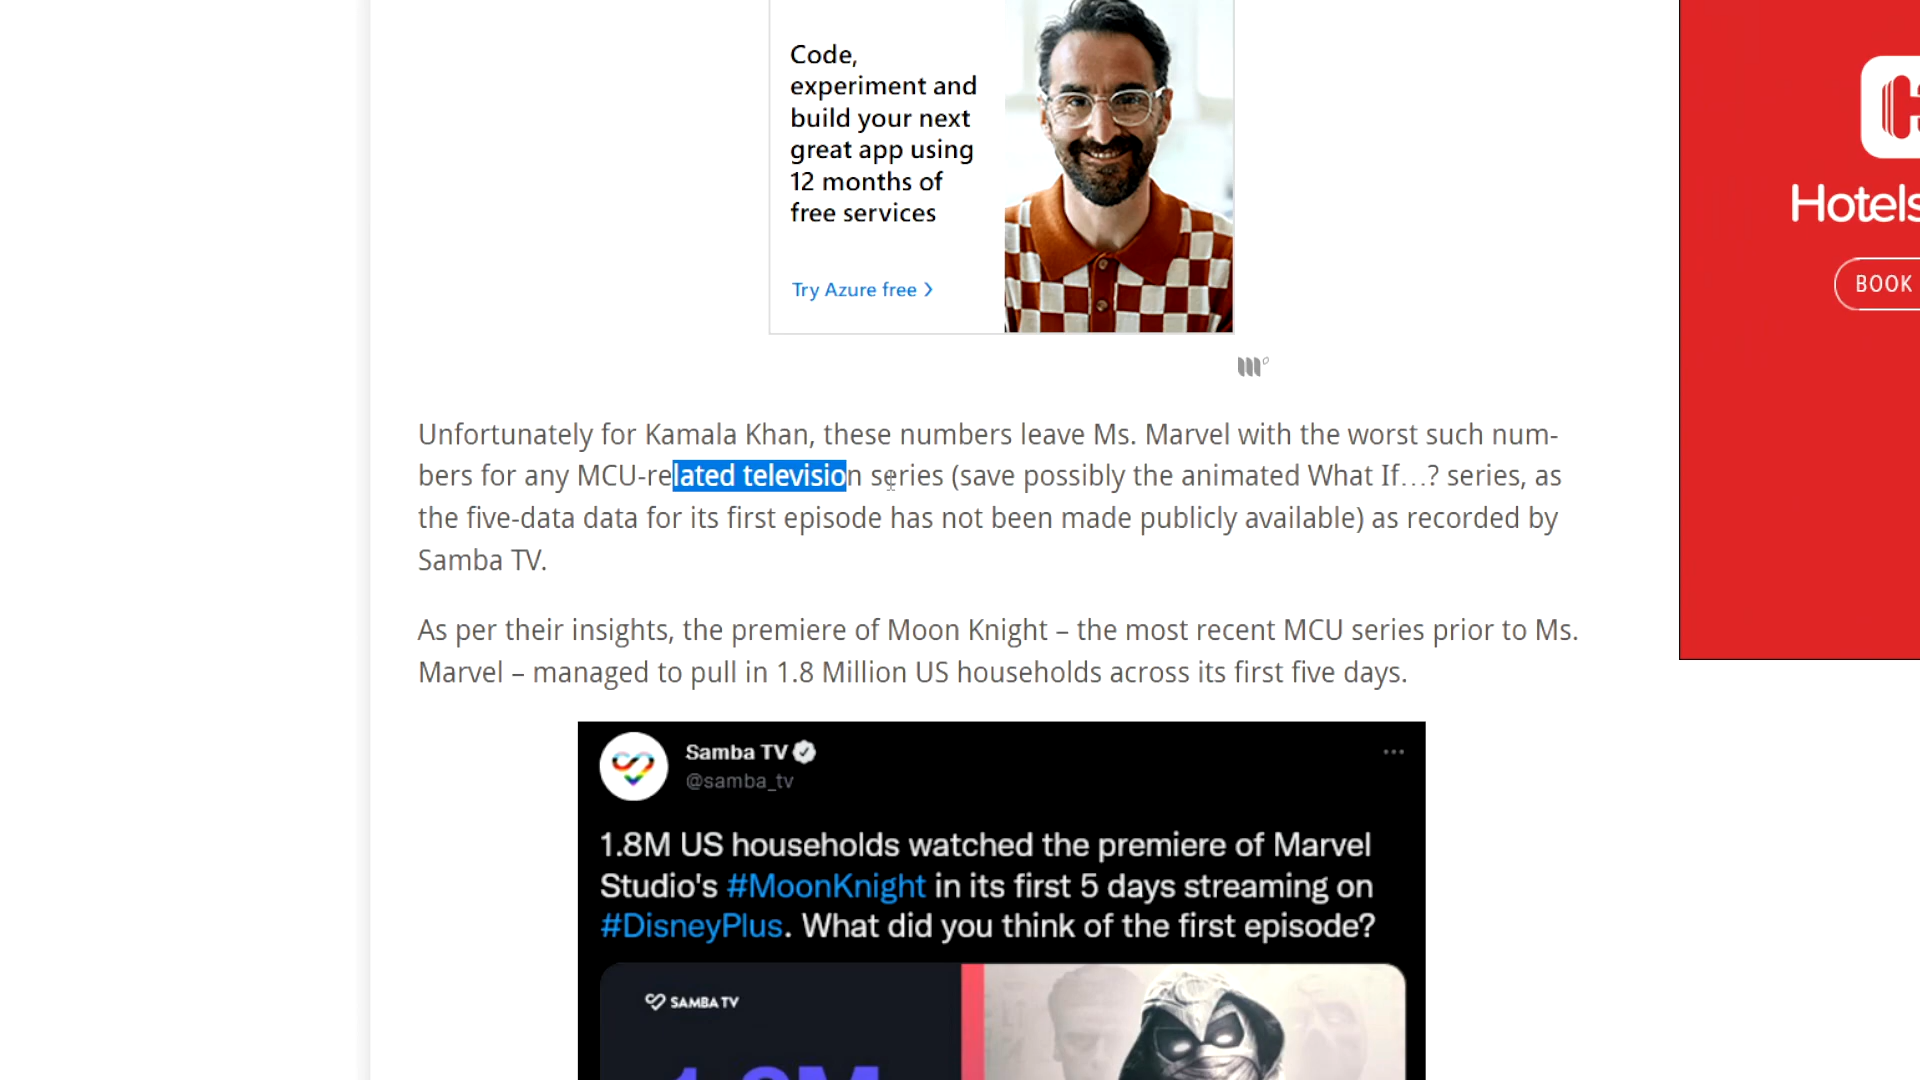 Code,
experiment and
build your next
great app using
12 months of
free services
Try Azure free >
Hotels
BOOK
Unfortunately for Kamala Khan, these numbers leave Ms. Marvel with the worst such num-
bers for any MCU-related television series (save possibly the animated What If…? series, as
the five-data data for its first episode has not been made publicly available) as recorded by
Samba TV.
As per their insights, the premiere of Moon Knight – the most recent MCU series prior to Ms.
Marvel – managed to pull in 1.8 Million US households across its first five days.
Samba TV
@samba_tv
1.8M US households watched the premiere of Marvel
Studio's #MoonKnight in its first 5 days streaming on
#DisneyPlus. What did you think of the first episode?
SAMBA TV